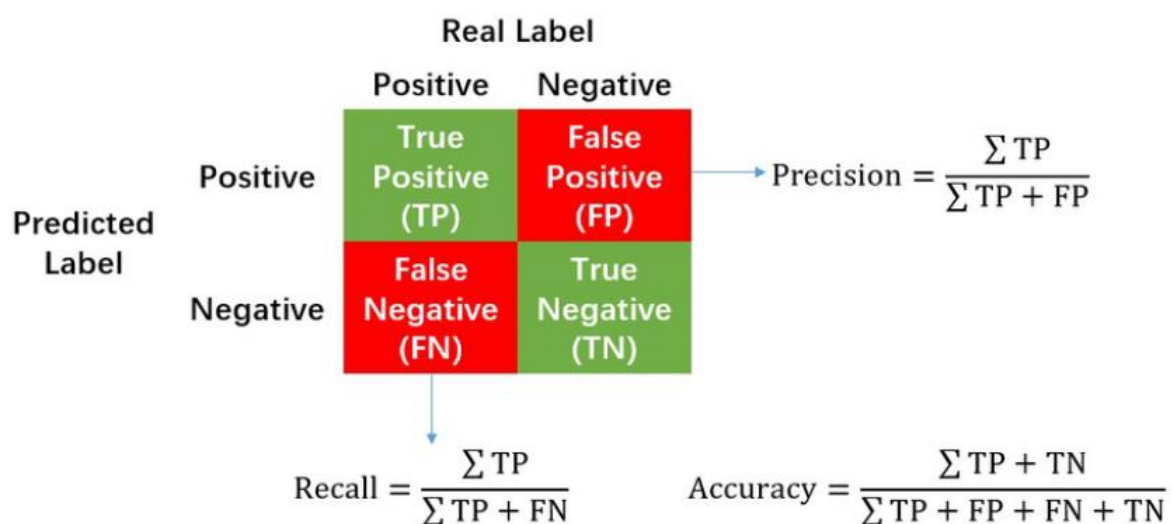 Real Label
Positive Negative
True
Positive
(TP)
False
Positive
(FP)
Positive
Precision = ∑ TP / ∑ TP + FP
Predicted
Label
False
Negative
(FN)
True
Negative
(TN)
Negative
Recall = ∑ TP / ∑ TP + FN
Accuracy = ∑ TP + TN / ∑ TP + FP + FN + TN